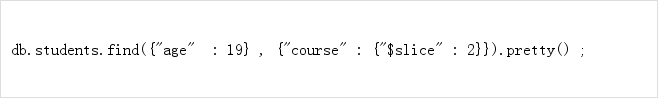 db.students.find({"age"  : 19} , {"course" : {"$slice" : 2}}).pretty() ;